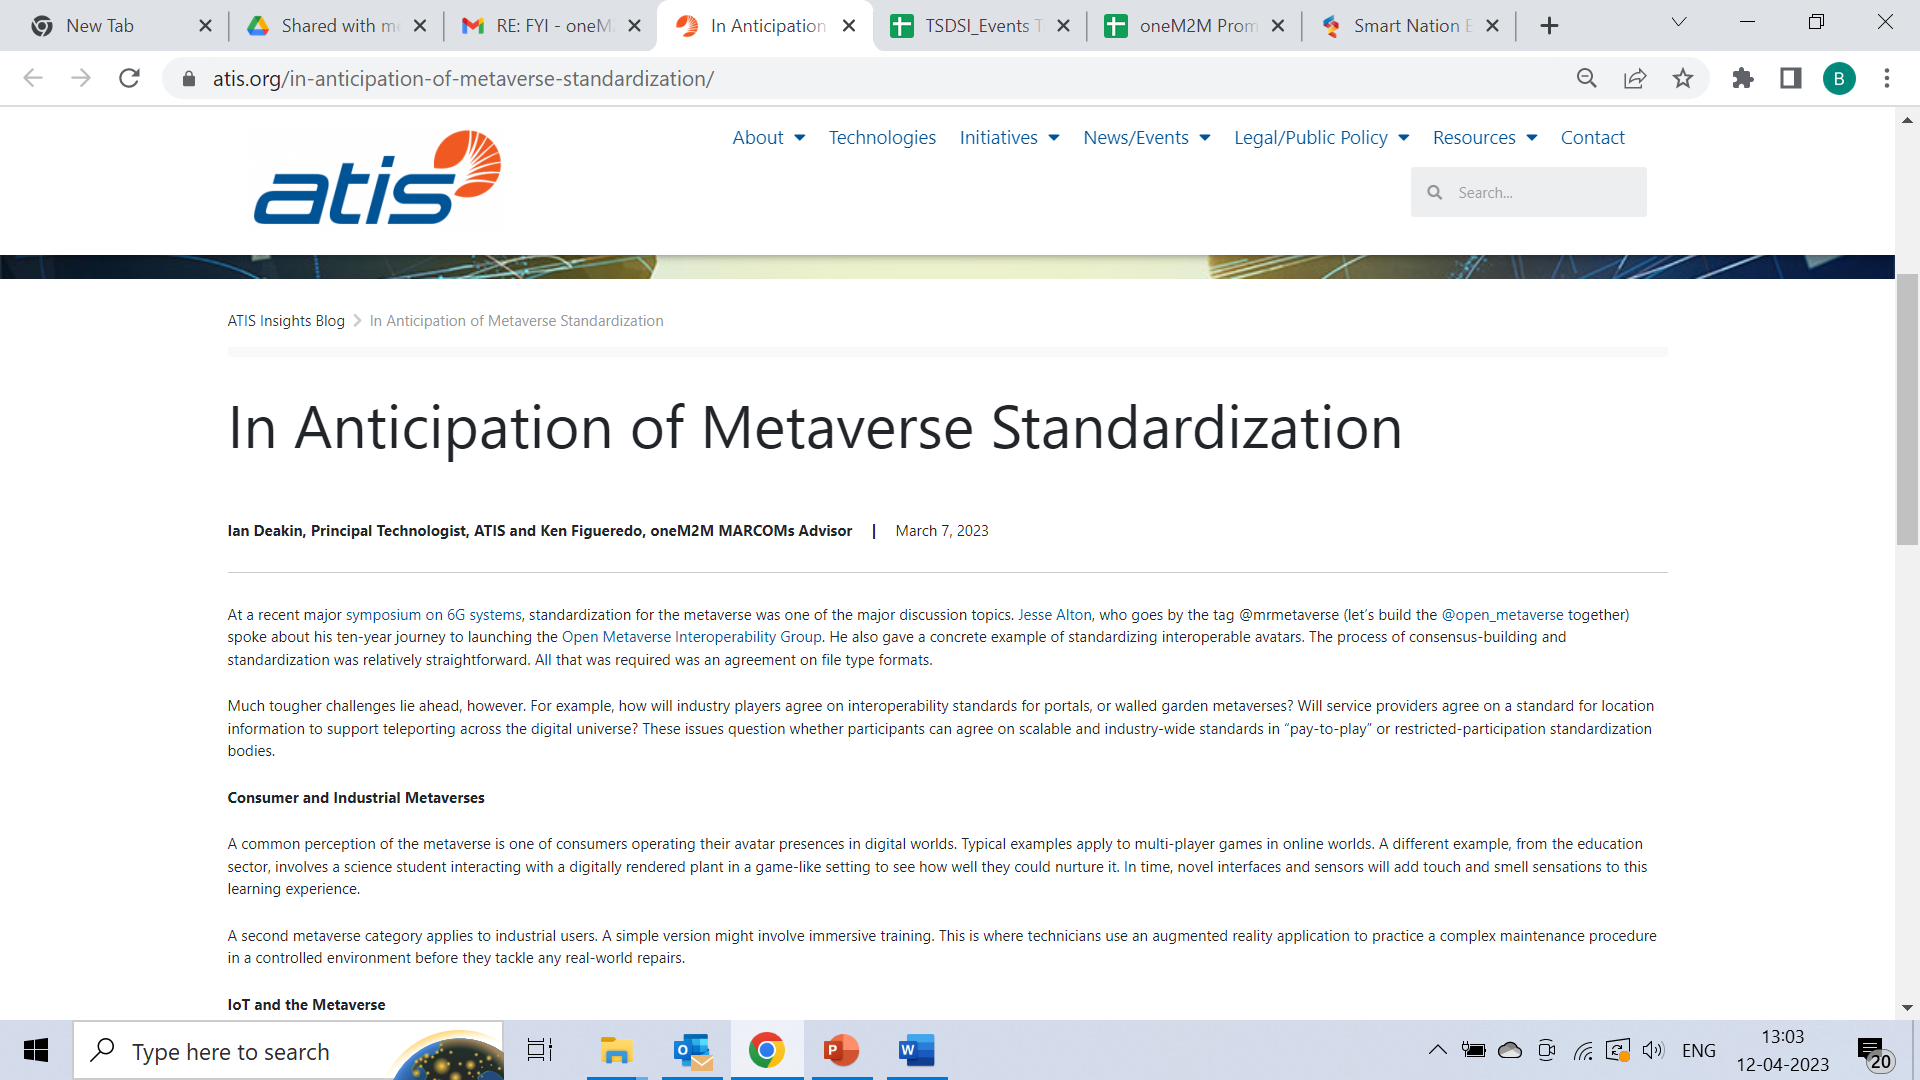 New Tab
Shared with me
RE: FYI - oneM
In Anticipation
TSDSI_Events T
oneM2M Prom
Smart Nation E
atis.org/in-anticipation-of-metaverse-standardization/
B
atis
About
Technologies
Initiatives
News/Events
Legal/Public Policy
Resources
Contact
Search...
ATIS Insights Blog
In Anticipation of Metaverse Standardization
In Anticipation of Metaverse Standardization
Ian Deakin, Principal Technologist, ATIS and Ken Figueredo, oneM2M MARCOMs Advisor | March 7, 2023
At a recent major symposium on 6G systems, standardization for the metaverse was one of the major discussion topics. Jesse Alton, who goes by the tag @mrmetaverse (let’s build the @open_metaverse together)
spoke about his ten-year journey to launching the Open Metaverse Interoperability Group. He also gave a concrete example of standardizing interoperable avatars. The process of consensus-building and
standardization was relatively straightforward. All that was required was an agreement on file type formats.
Much tougher challenges lie ahead, however. For example, how will industry players agree on interoperability standards for portals, or walled garden metaverses? Will service providers agree on a standard for location
information to support teleporting across the digital universe? These issues question whether participants can agree on scalable and industry-wide standards in “pay-to-play” or restricted-participation standardization
bodies.
Consumer and Industrial Metaverses
A common perception of the metaverse is one of consumers operating their avatar presences in digital worlds. Typical examples apply to multi-player games in online worlds. A different example, from the education
sector, involves a science student interacting with a digitally rendered plant in a game-like setting to see how well they could nurture it. In time, novel interfaces and sensors will add touch and smell sensations to this
learning experience.
A second metaverse category applies to industrial users. A simple version might involve immersive training. This is where technicians use an augmented reality application to practice a complex maintenance procedure
in a controlled environment before they tackle any real-world repairs.
IoT and the Metaverse
Type here to search
ENG
13:03
12-04-2023
20